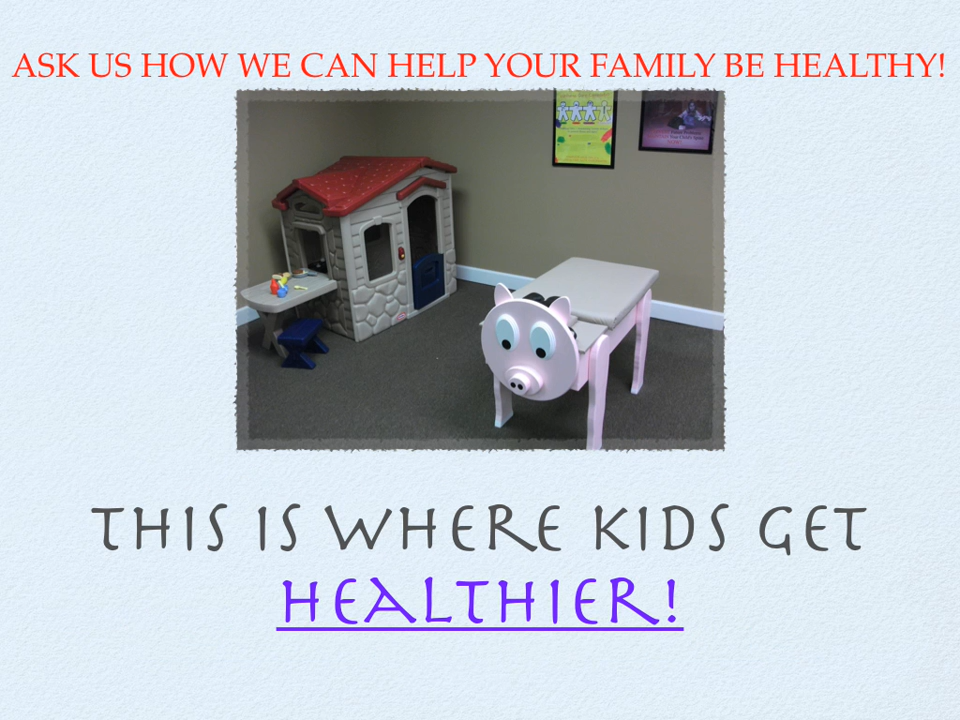 ASK US HOW WE CAN HELP YOUR FAMILY BE HEALTHY!
THIS IS WHERE KIDS GET
HEALTHIER!